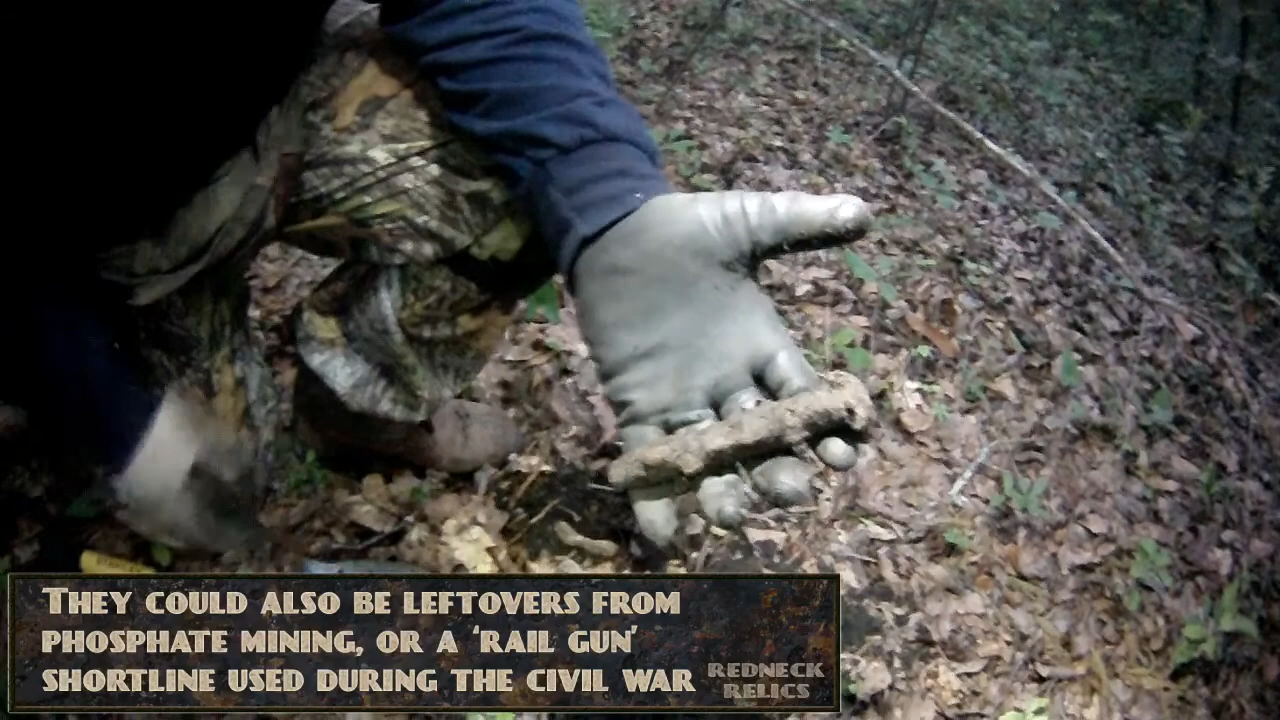 THEY COULD ALSO BE LEFTOVERS FROM
PHOSPHATE MINING, OR A ‘RAIL GUN’
SHORTLINE USED DURING THE CIVIL WAR
REDNECK
RELICS